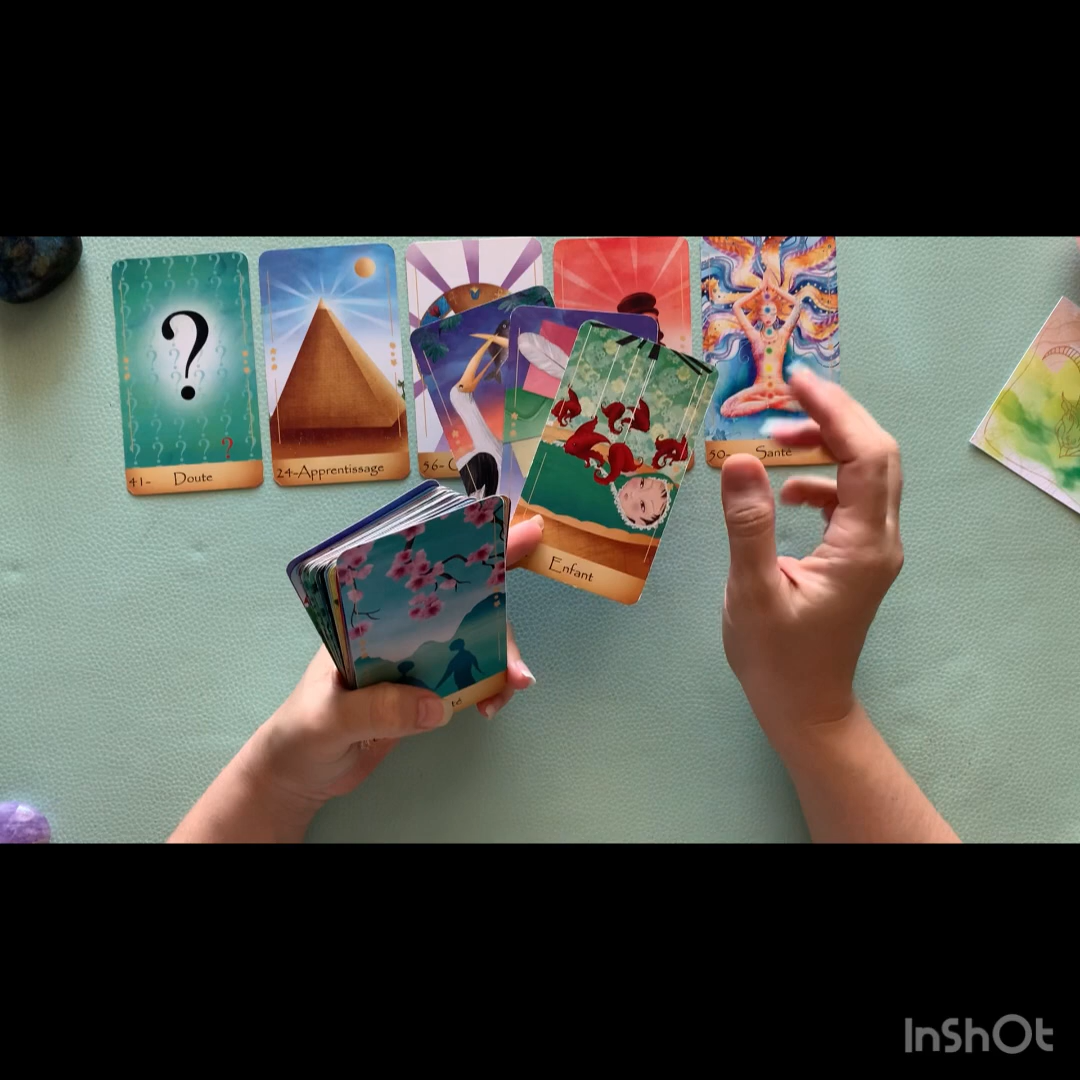 ?
?
41- Doute
24-Apprentissage
56-
50- Santé
Enfant
InShOt